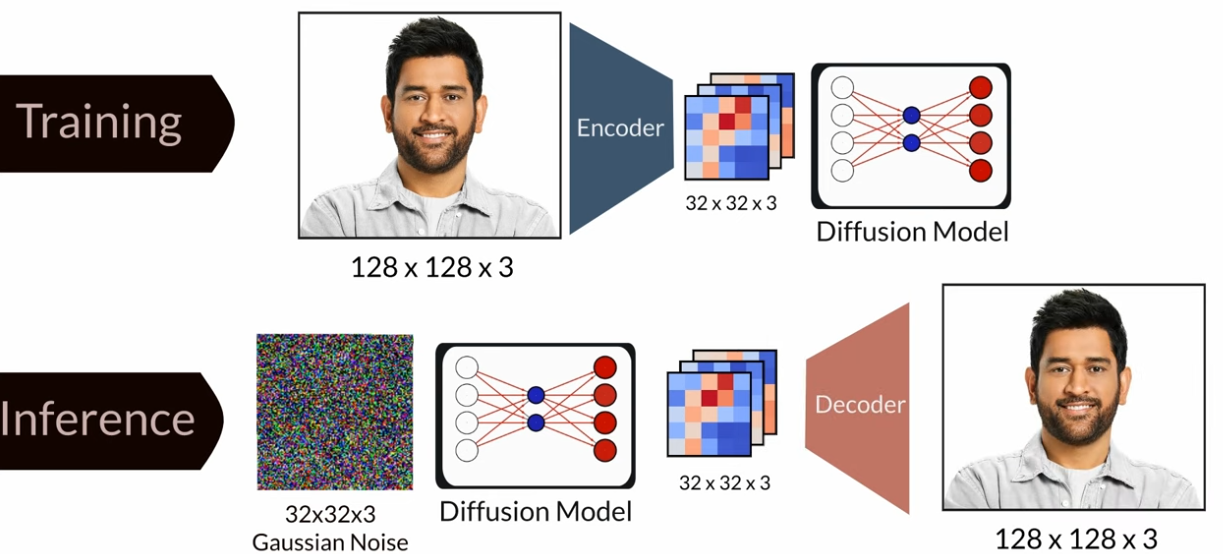 Training
Encoder
32 x 32 x 3
Diffusion Model
128 x 128 x 3
Inference
Decoder
32 x 32 x 3
32x32x3
Gaussian Noise
Diffusion Model
128 x 128 x 3